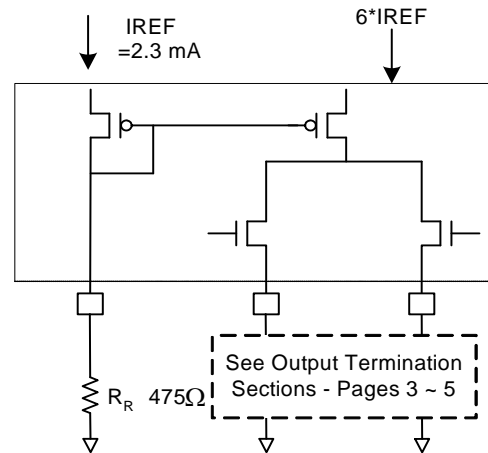 IREF
=2.3 mA
6*IREF
See Output Termination
Sections - Pages 3 ~ 5
RR 475Ω